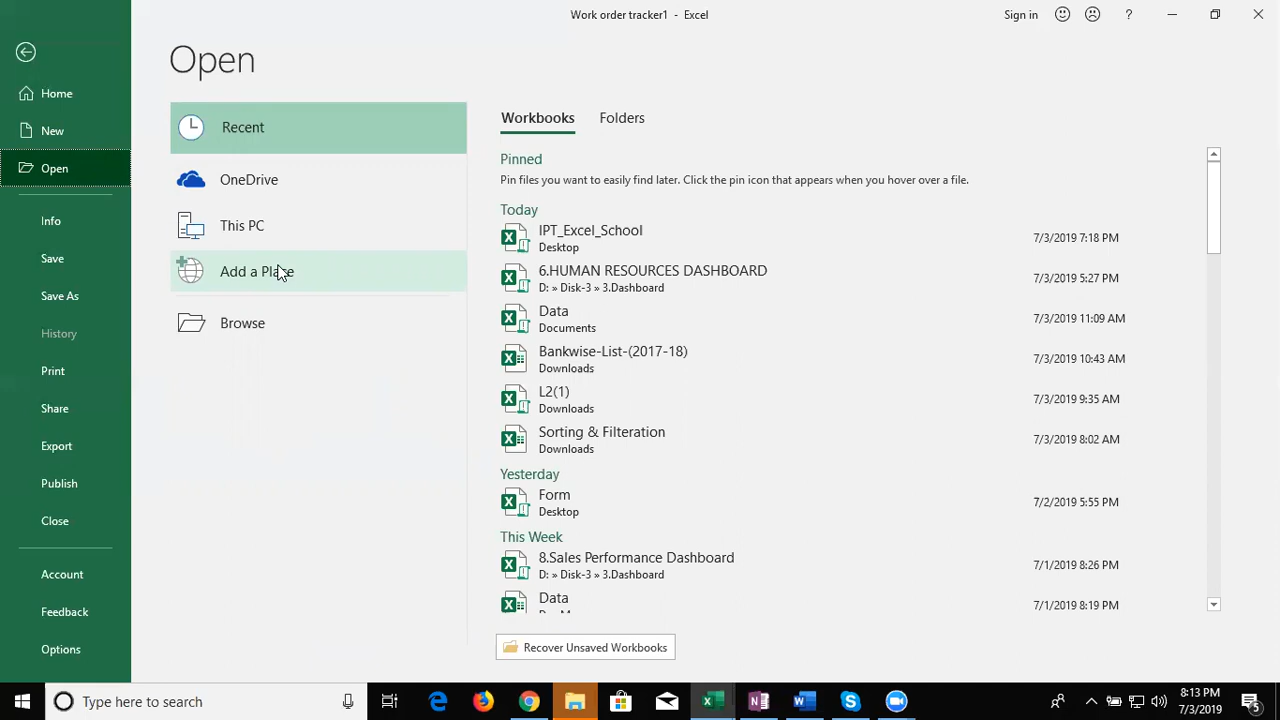 Work order tracker1 - Excel
Sign in
?
Open
Home
New
Open
Info
Save
Save As
History
Print
Share
Export
Publish
Close
Account
Feedback
Options
Recent
OneDrive
This PC
Add a Place
Browse
Workbooks Folders
Pinned
Pin files you want to easily find later. Click the pin icon that appears when you hover over a file.
Today
IPT_Excel_School 7/3/2019 7:18 PM
Desktop
6.HUMAN RESOURCES DASHBOARD 7/3/2019 5:27 PM
D: » Disk-3 » 3.Dashboard
Data 7/3/2019 11:09 AM
Documents
Bankwise-List-(2017-18) 7/3/2019 10:43 AM
Downloads
L2(1) 7/3/2019 9:35 AM
Downloads
Sorting & Filteration 7/3/2019 8:02 AM
Downloads
Yesterday
Form 7/2/2019 5:55 PM
Desktop
This Week
8.Sales Performance Dashboard 7/1/2019 8:26 PM
D: » Disk-3 » 3.Dashboard
Data 7/1/2019 8:19 PM
Recover Unsaved Workbooks
Type here to search
8:13 PM
7/3/2019
5